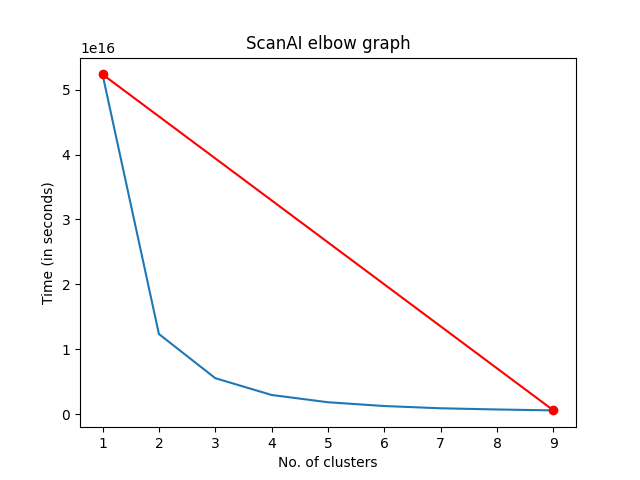 ScanAI elbow graph
1e16
5
4
3
2
1
0
Time (in seconds)
1 2 3 4 5 6 7 8 9
No. of clusters